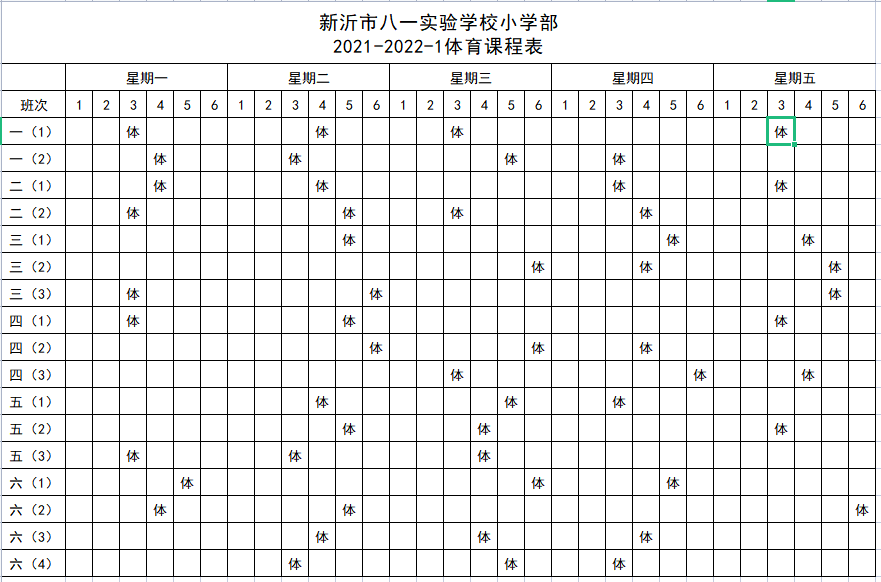 新沂市八一实验学校小学部
2021-2022-1体育课程表
星期一 星期二 星期三 星期四 星期五
班次 1 2 3 4 5 6 1 2 3 4 5 6 1 2 3 4 5 6 1 2 3 4 5 6 1 2 3 4 5 6
一（1） 体 体 体 体
一（2） 体 体 体 体
二（1） 体 体 体 体
二（2） 体 体 体 体
三（1） 体 体 体
三（2） 体 体 体
三（3） 体 体 体
四（1） 体 体 体
四（2） 体 体 体
四（3） 体 体 体
五（1） 体 体 体
五（2） 体 体 体
五（3） 体 体 体
六（1） 体 体 体
六（2） 体 体 体
六（3） 体 体 体
六（4） 体 体 体